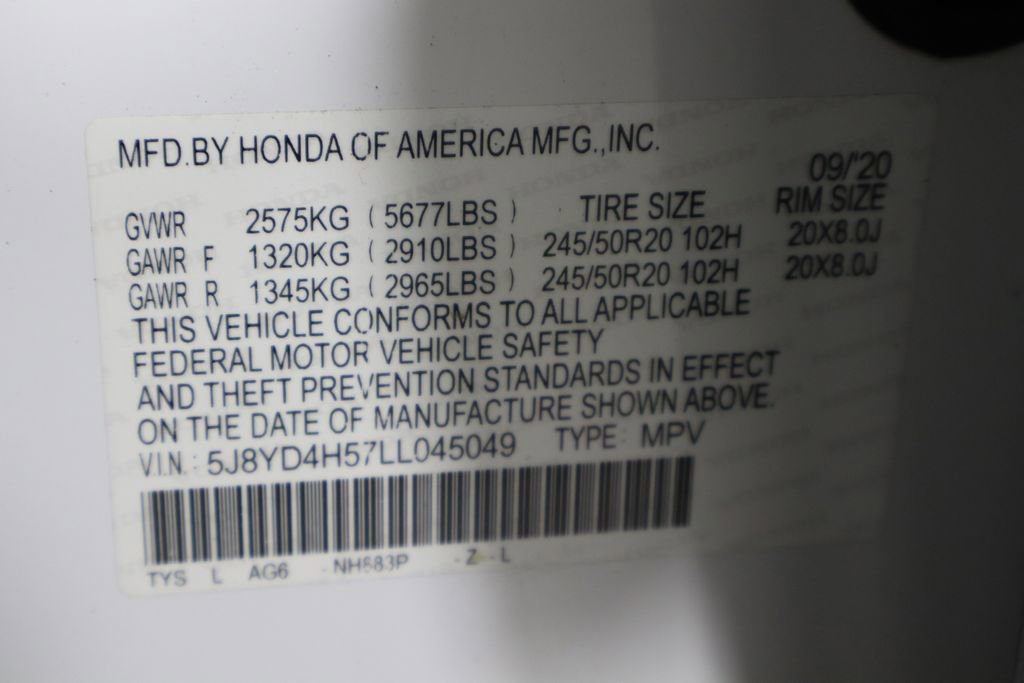 MFD.BY HONDA OF AMERICA MFG.,INC.
09/'20
GVWR 2575KG ( 5677LBS ) TIRE SIZE RIM SIZE
GAWR F 1320KG ( 2910LBS ) 245/50R20 102H 20X8.0J
GAWR R 1345KG ( 2965LBS ) 245/50R20 102H 20X8.0J
THIS VEHICLE CONFORMS TO ALL APPLICABLE
FEDERAL MOTOR VEHICLE SAFETY
AND THEFT PREVENTION STANDARDS IN EFFECT
ON THE DATE OF MANUFACTURE SHOWN ABOVE.
V.I.N.: 5J8YD4H57LL045049 TYPE: MPV
TYS L AG6 -NH883P -Z -L